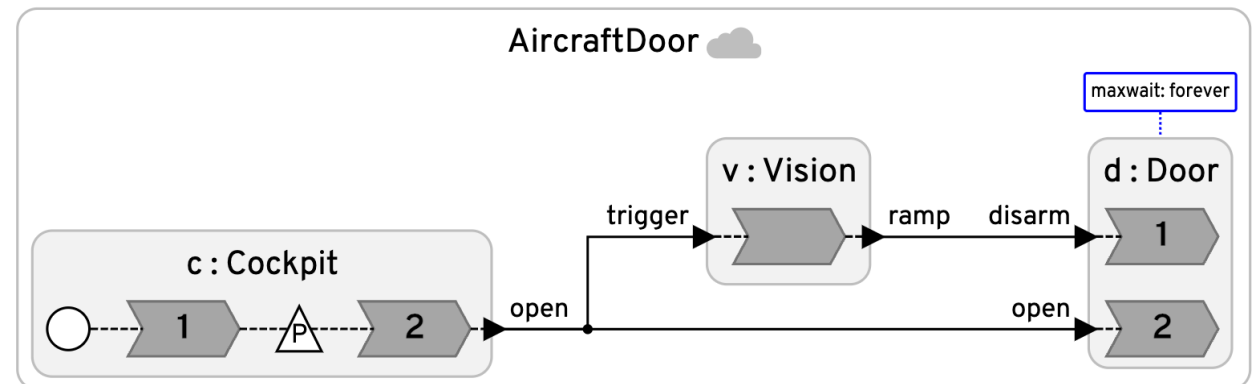 AircraftDoor
maxwait: forever
v : Vision
d : Door
trigger
ramp
disarm
1
c : Cockpit
1
P
2
open
open
2